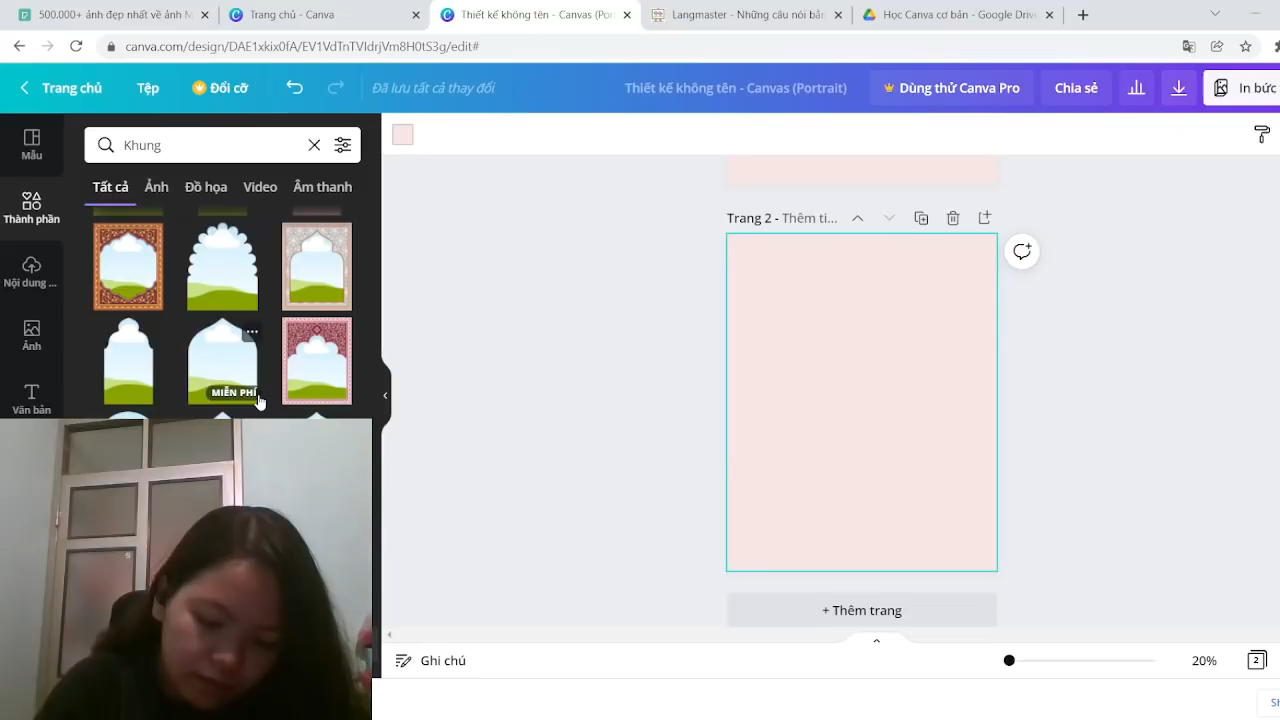 500.000+ ảnh đẹp nhất về ảnh M
Trang chủ - Canva
Thiết kế không tên - Canvas (Por
Langmaster - Những câu nói bằn
Học Canva cơ bản - Google Driv
canva.com/design/DAE1xkix0fA/EV1VdTnTVIdrjVm8H0tS3g/edit#
Trang chủ
Tệp
Đổi cỡ
Đã lưu tất cả thay đổi
Thiết kế không tên - Canvas (Portrait)
Dùng thử Canva Pro
Chia sẻ
In bức
Mẫu
Thành phần
Nội dung ...
Ảnh
Văn bản
Khung
Tất cả
Ảnh
Đồ họa
Video
Âm thanh
MIỄN PHÍ
Trang 2 - Thêm ti...
+ Thêm trang
Ghi chú
20%
2
Sh